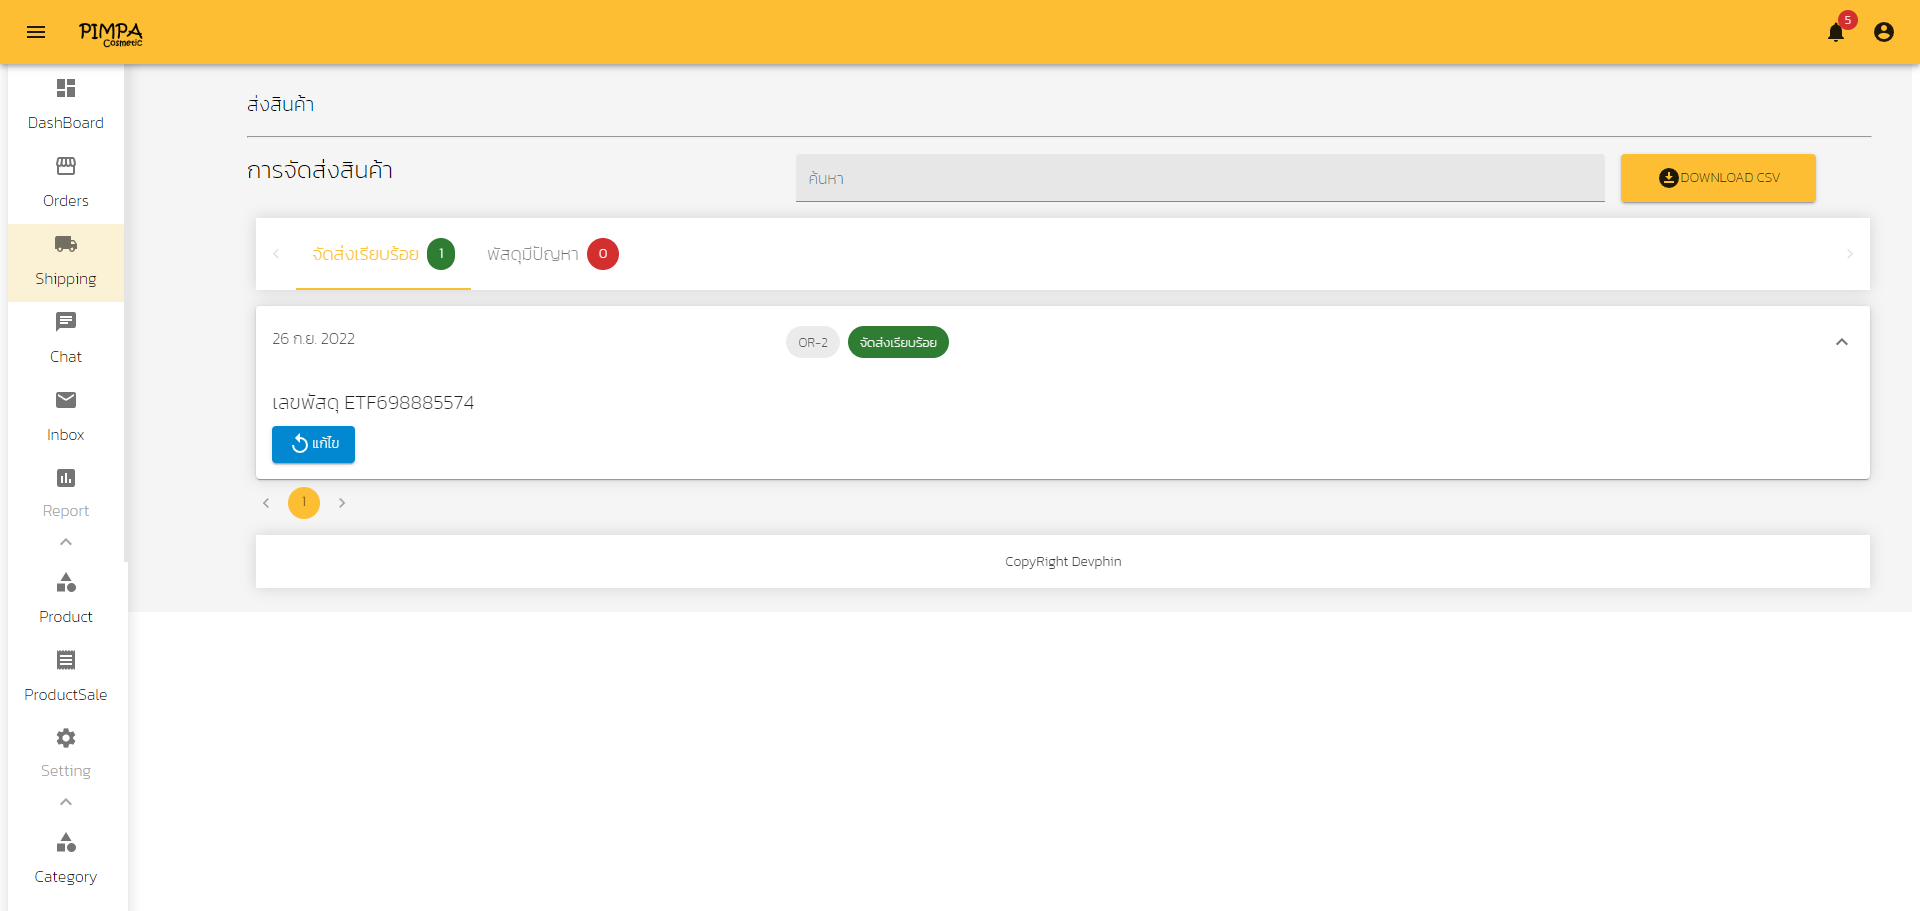 PIMPA
Cosmetic
5
DashBoard
Orders
Shipping
Chat
Inbox
Report
Product
ProductSale
Setting
Category
ส่งสินค้า
การจัดส่งสินค้า
ค้นหา
DOWNLOAD CSV
จัดส่งเรียบร้อย 1 พัสดุมีปัญหา 0
26 ก.ย. 2022 OR-2 จัดส่งเรียบร้อย
เลขพัสดุ ETF698885574
แก้ไข
1
CopyRight Devphin